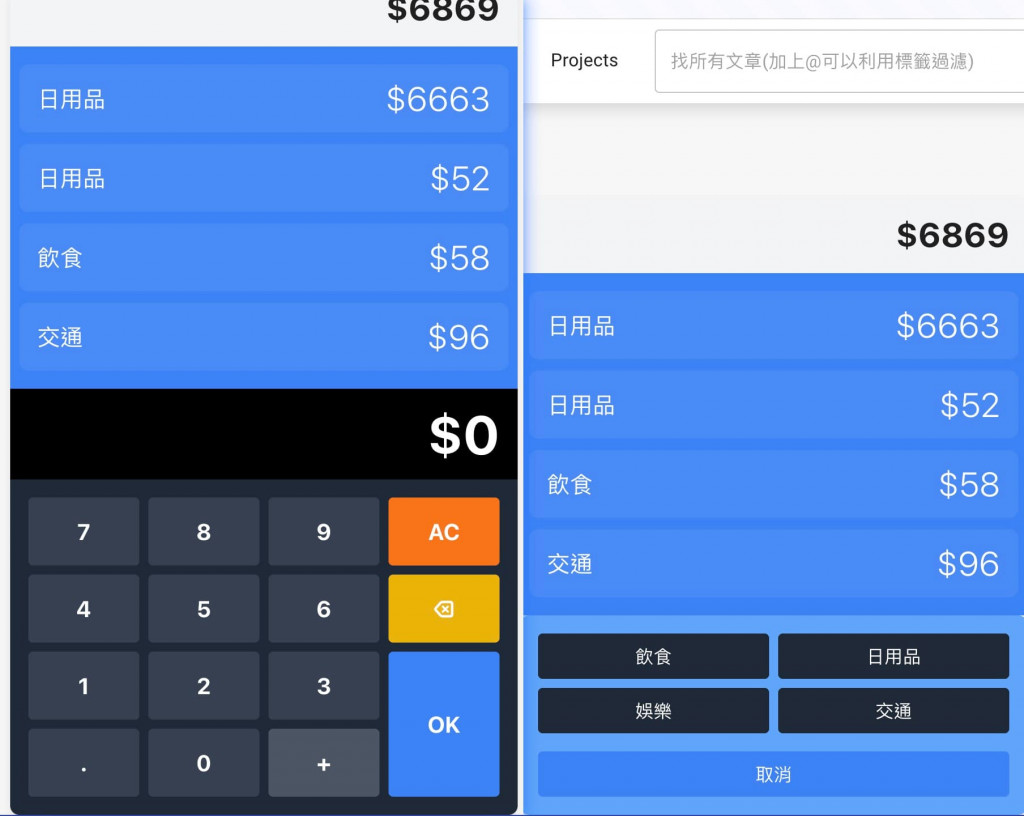 $6869
日用品 $6663
日用品 $52
飲食 $58
交通 $96
$0
7 8 9 AC
4 5 6
1 2 3
OK
. 0 +
Projects 找所有文章(加上@可以利用標籤過濾)
$6869
日用品 $6663
日用品 $52
飲食 $58
交通 $96
飲食 日用品
娛樂 交通
取消